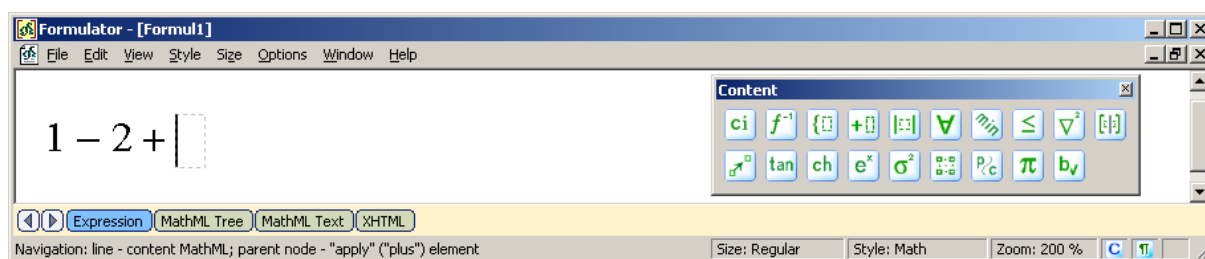 Formulator - [Formul1]
File Edit View Style Size Options Window Help
1 − 2 +
Content
ci f⁻¹ {▯ +▯ |▯| ∀ ≤ ∇² [|]
tan ch eˣ σ² P C π b√
Expression MathML Tree MathML Text XHTML
Navigation: line - content MathML; parent node - "apply" ("plus") element Size: Regular Style: Math Zoom: 200 % C ¶